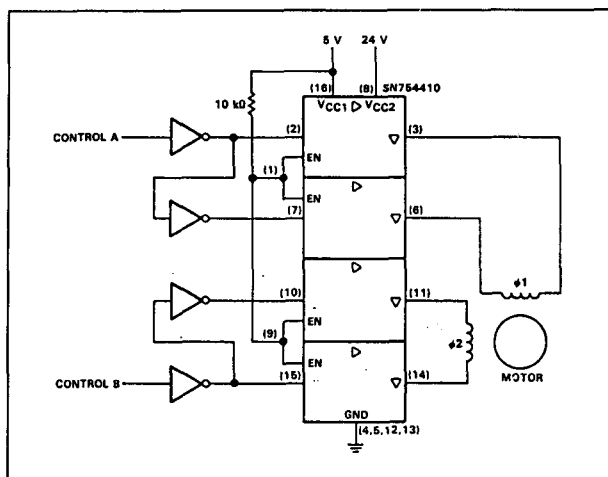 5 V 24 V
(16) (8) SN754410
10 kΩ
VCC1 ▷ VCC2
CONTROL A (2) (3)
EN
(1)
EN
(7) (6)
(10) (11)
φ1
EN
(9) φ2
EN
MOTOR
CONTROL B (15) (14)
GND
(4,5,12,13)